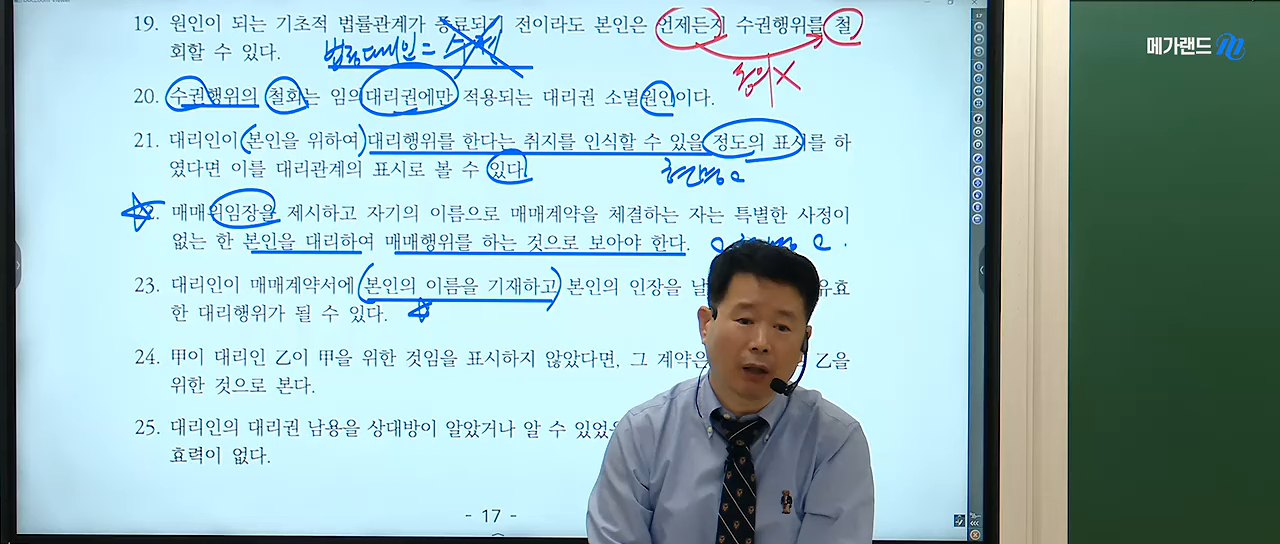 메가랜드
19. 원인이 되는 기초적 법률관계가 종료되기 전이라도 본인은 언제든지 수권행위를 철
회할 수 있다.
법정대리인 =
동의 X
20. 수권행위의 철회는 임의대리권에만 적용되는 대리권 소멸원인이다.
21. 대리인이 본인을 위하여 대리행위를 한다는 취지를 인식할 수 있을 정도의 표시를 하
였다면 이를 대리관계의 표시로 볼 수 있다.
현명 o
매매위임장을 제시하고 자기의 이름으로 매매계약을 체결하는 자는 특별한 사정이
없는 한 본인을 대리하여 매매행위를 하는 것으로 보아야 한다.
23. 대리인이 매매계약서에 본인의 이름을 기재하고 본인의 인장을 유효
한 대리행위가 될 수 있다.
24. 甲이 대리인 乙이 甲을 위한 것임을 표시하지 않았다면, 그 계약은 乙을
위한 것으로 본다.
25. 대리인의 대리권 남용을 상대방이 알았거나 알 수 있었
효력이 없다.
- 17 -